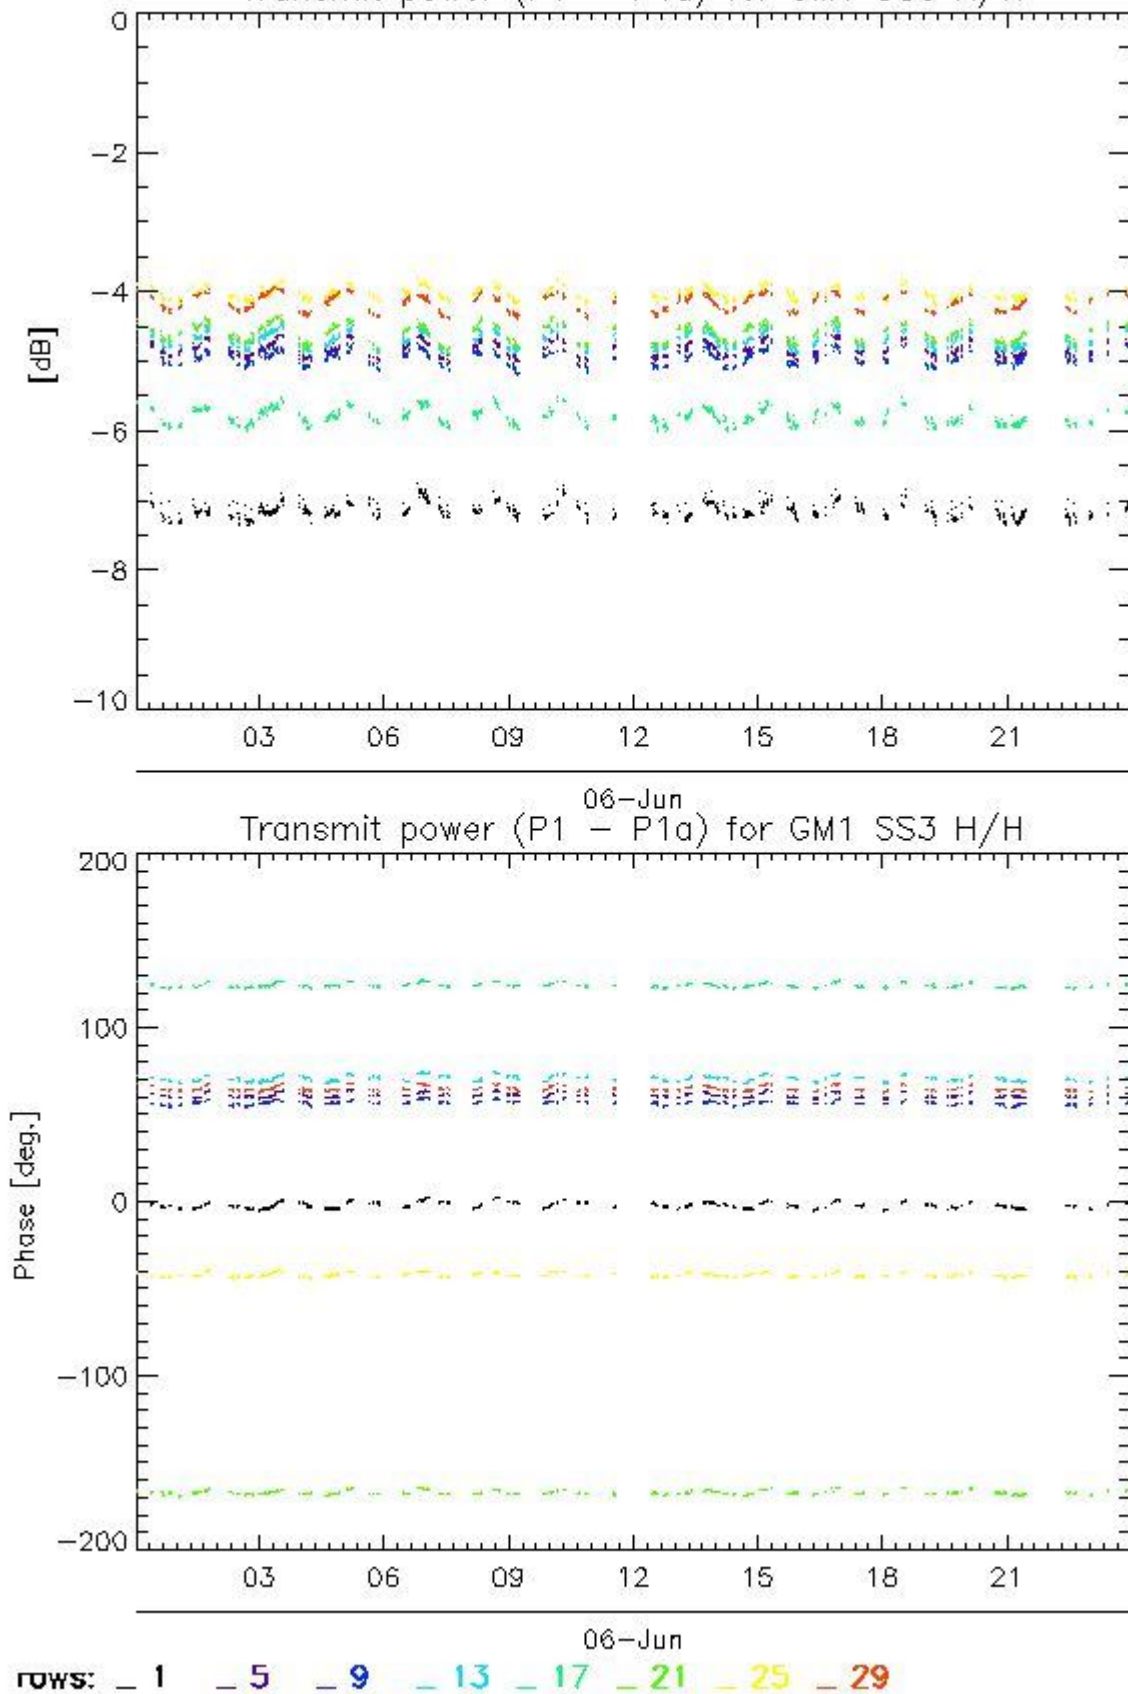 0
−2
−4
−6
−8
−10
[dB]
03 06 09 12 15 18 21
06−Jun
Transmit power (P1 − P1a) for GM1 SS3 H/H
200
100
0
−100
−200
Phase [deg.]
03 06 09 12 15 18 21
06−Jun
rows: _ 1 _ 5 _ 9 _ 13 _ 17 _ 21 _ 25 _ 29